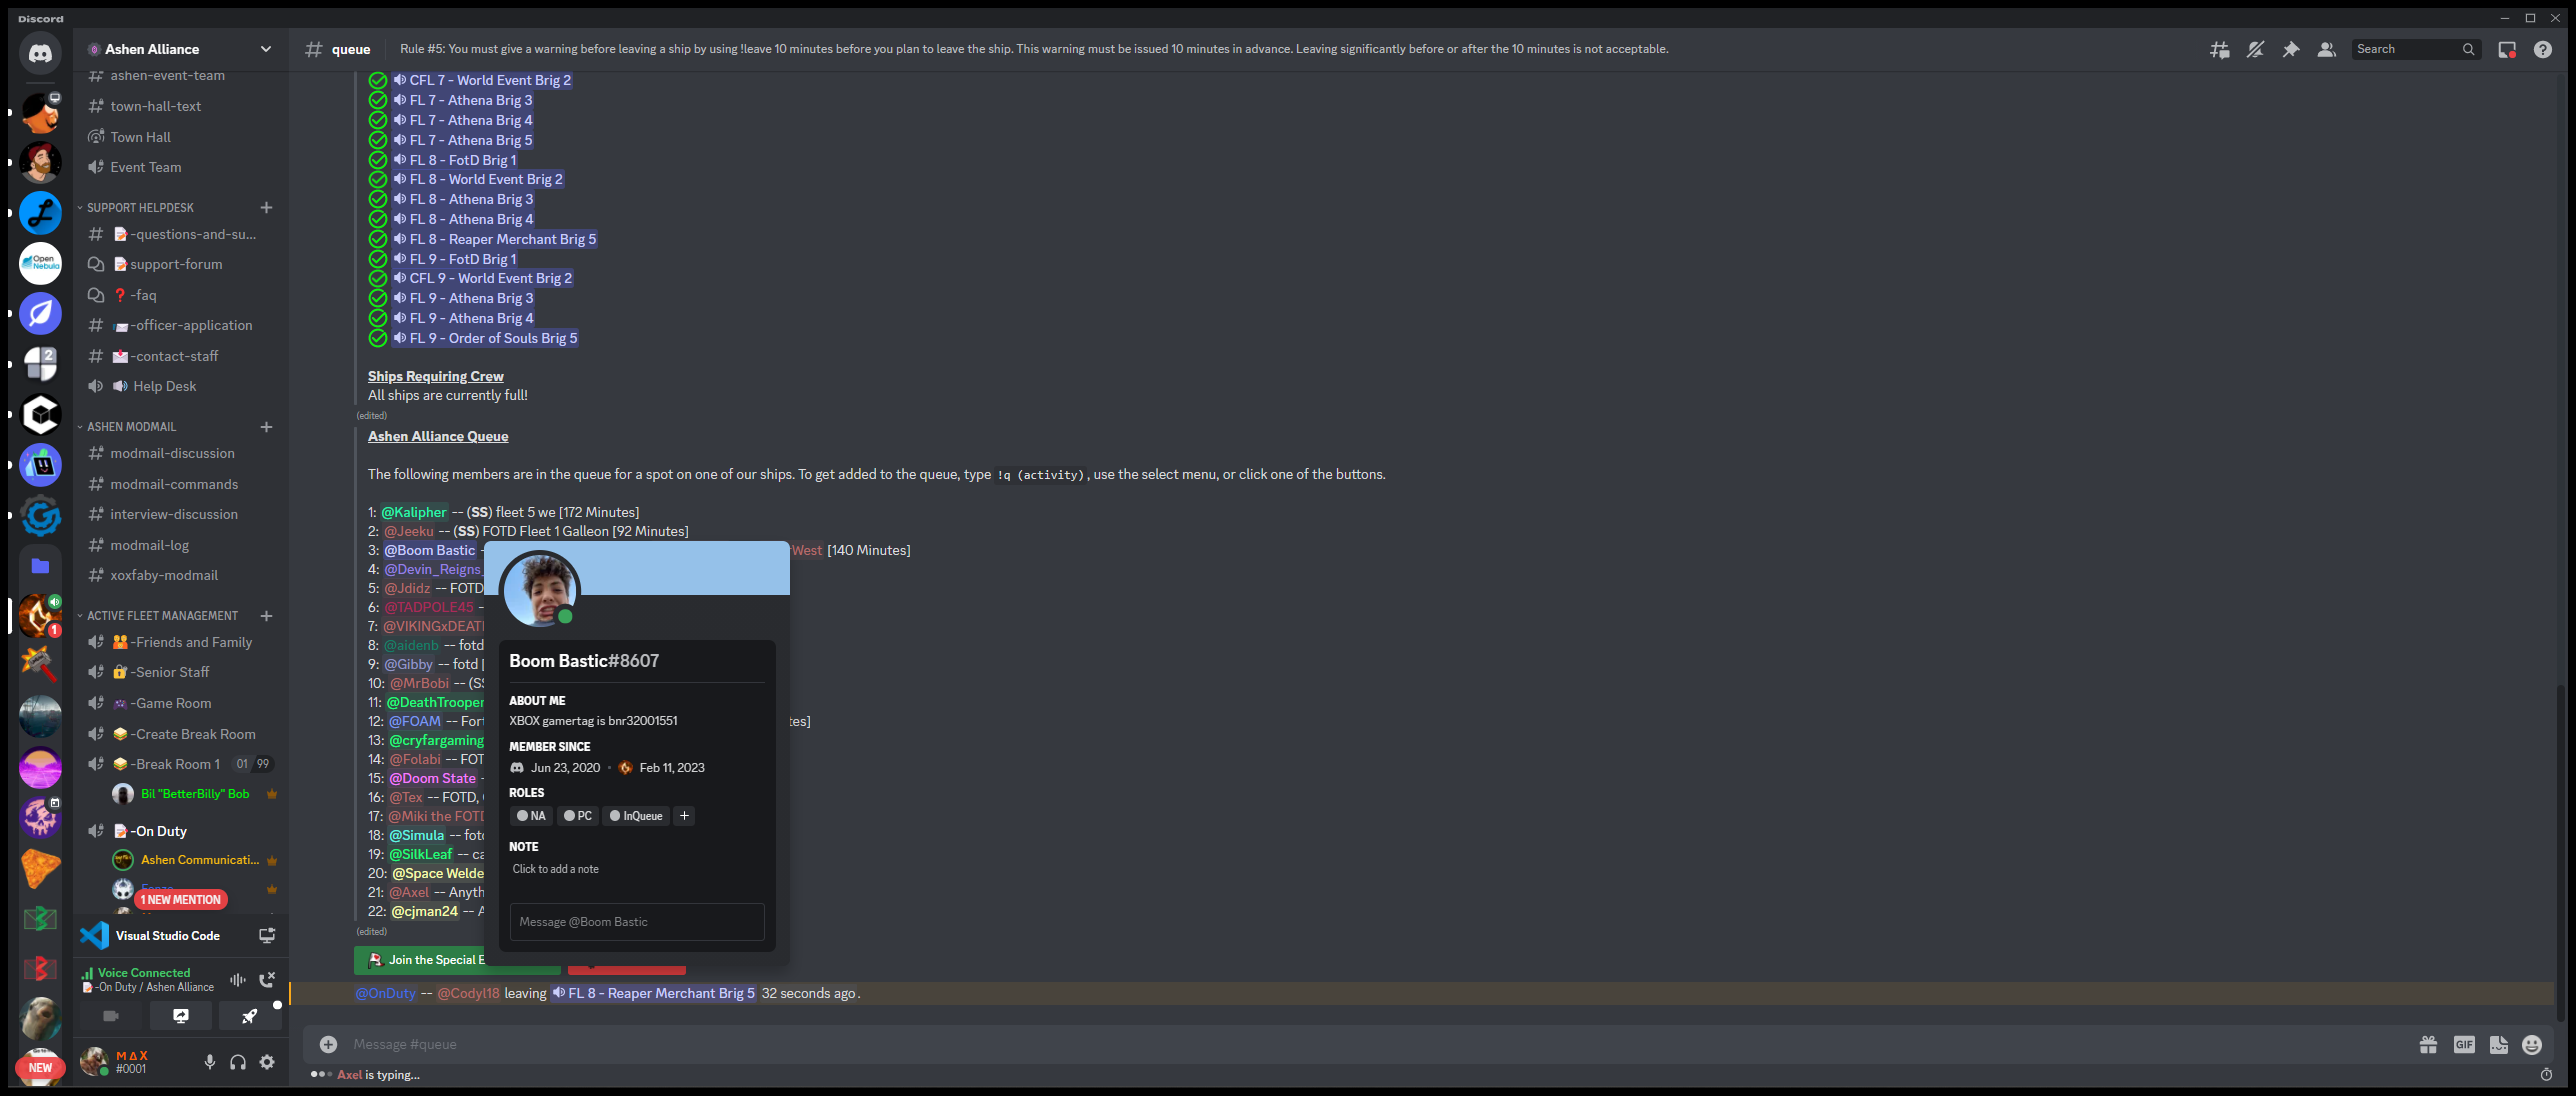 Discord
Ashen Alliance
ashen-event-team
town-hall-text
Town Hall
Event Team
SUPPORT HELPDESK
-questions-and-su...
support-forum
-faq
-officer-application
-contact-staff
Help Desk
ASHEN MODMAIL
modmail-discussion
modmail-commands
interview-discussion
modmail-log
xoxfaby-modmail
ACTIVE FLEET MANAGEMENT
-Friends and Family
-Senior Staff
-Game Room
-Create Break Room
-Break Room 1 01 99
Bil "BetterBilly" Bob
-On Duty
Ashen Communicati...
1 NEW MENTION
Visual Studio Code
Voice Connected
-On Duty / Ashen Alliance
M Δ X
#0001
Open
Nebula
2
1
NEW
queue
Rule #5: You must give a warning before leaving a ship by using !leave 10 minutes before you plan to leave the ship. This warning must be issued 10 minutes in advance. Leaving significantly before or after the 10 minutes is not acceptable.
Search
CFL 7 - World Event Brig 2
FL 7 - Athena Brig 3
FL 7 - Athena Brig 4
FL 7 - Athena Brig 5
FL 8 - FotD Brig 1
FL 8 - World Event Brig 2
FL 8 - Athena Brig 3
FL 8 - Athena Brig 4
FL 8 - Reaper Merchant Brig 5
FL 9 - FotD Brig 1
CFL 9 - World Event Brig 2
FL 9 - Athena Brig 3
FL 9 - Athena Brig 4
FL 9 - Order of Souls Brig 5
Ships Requiring Crew
All ships are currently full!
(edited)
Ashen Alliance Queue
The following members are in the queue for a spot on one of our ships. To get added to the queue, type !q (activity), use the select menu, or click one of the buttons.
1: @Kalipher -- (SS) fleet 5 we [172 Minutes]
2: @Jeeku -- (SS) FOTD Fleet 1 Galleon [92 Minutes]
3: @Boom Bastic - West [140 Minutes]
4: @Devin_Reigns_
5: @Jdidz -- FOTD
6: @TADPOLE45 -
7: @VIKINGxDEAT
8: @aidenb -- fotd
9: @Gibby -- fotd [
10: @MrBobi -- (SS
11: @DeathTrooper
12: @FOAM -- Fort tes]
13: @cryfargaming
14: @Folabi -- FOT
15: @Doom State -
16: @Tex -- FOTD,
17: @Miki the FOTD
18: @Simula -- fotd
19: @SilkLeaf -- ca
20: @Space Welde
21: @Axel -- Anyth
22: @cjman24 -- A
(edited)
Join the Special E
Boom Bastic#8607
ABOUT ME
XBOX gamertag is bnr32001551
MEMBER SINCE
Jun 23, 2020 • Feb 11, 2023
ROLES
NA PC InQueue +
NOTE
Click to add a note
Message @Boom Bastic
@OnDuty -- @Codyl18 leaving FL 8 - Reaper Merchant Brig 5 32 seconds ago.
Message #queue
GIF
Axel is typing...